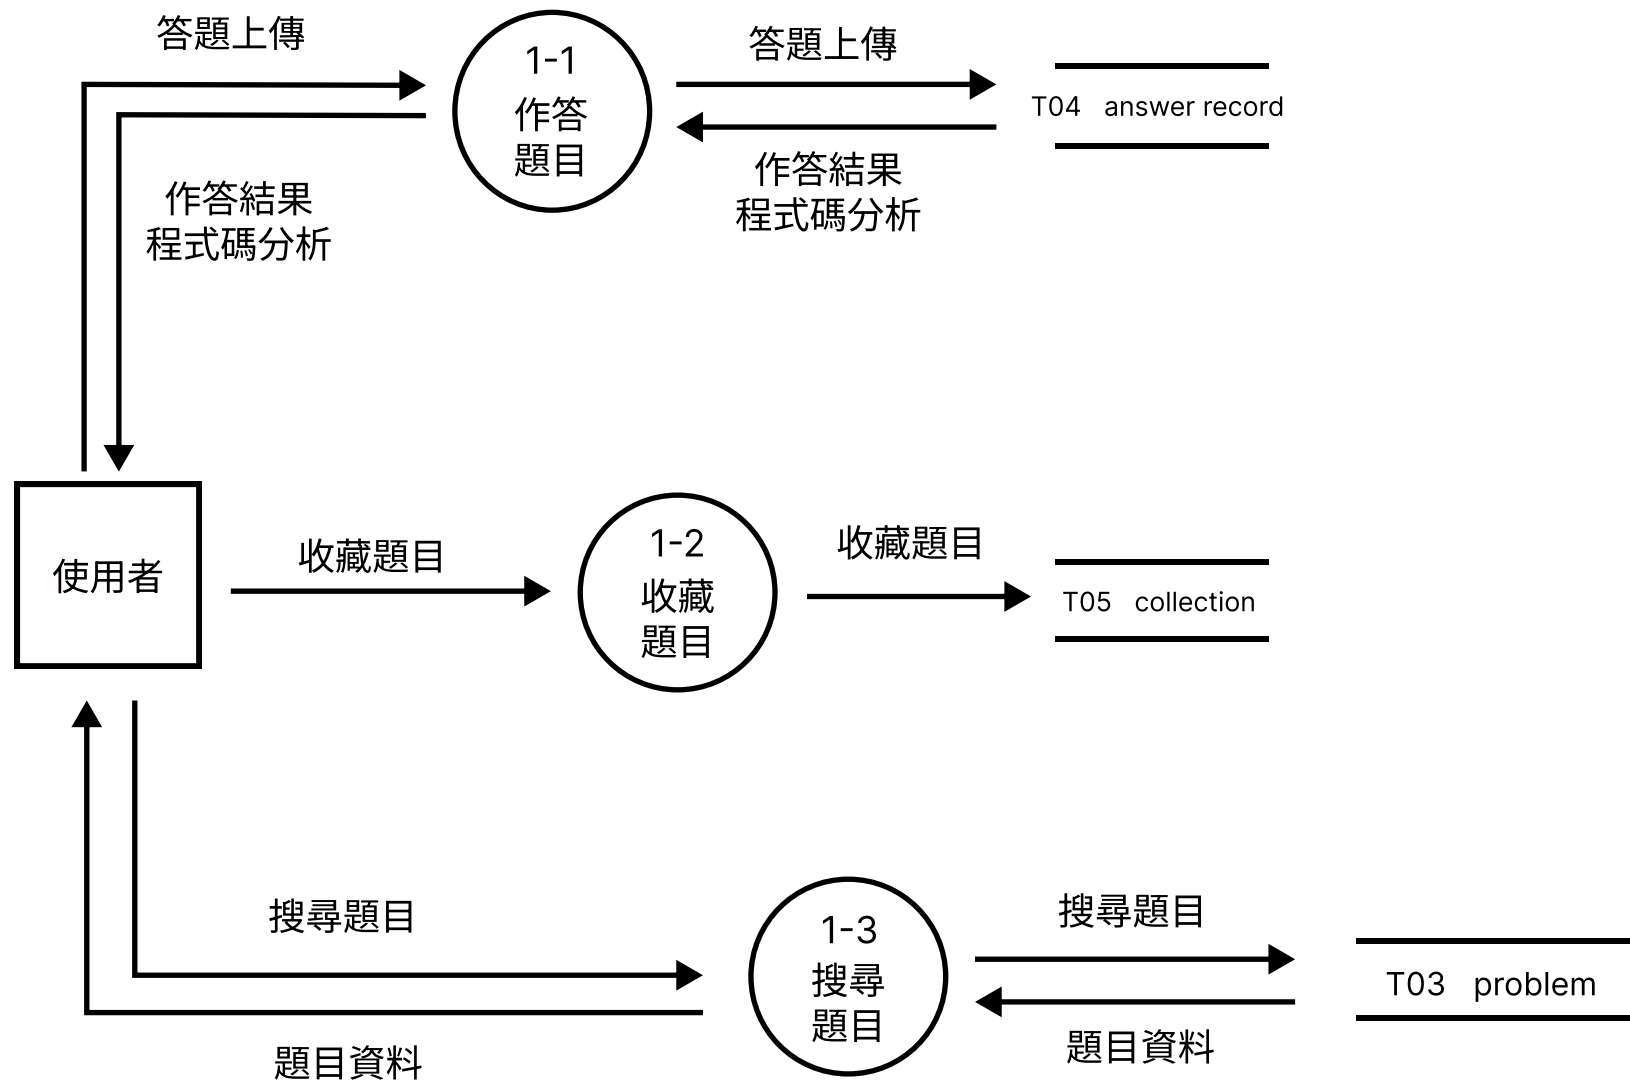 答題上傳
1-1
作答
題目
答題上傳
T04 answer record
作答結果
程式碼分析
作答結果
程式碼分析
使用者
收藏題目
1-2
收藏
題目
收藏題目
T05 collection
搜尋題目
1-3
搜尋
題目
搜尋題目
T03 problem
題目資料
題目資料